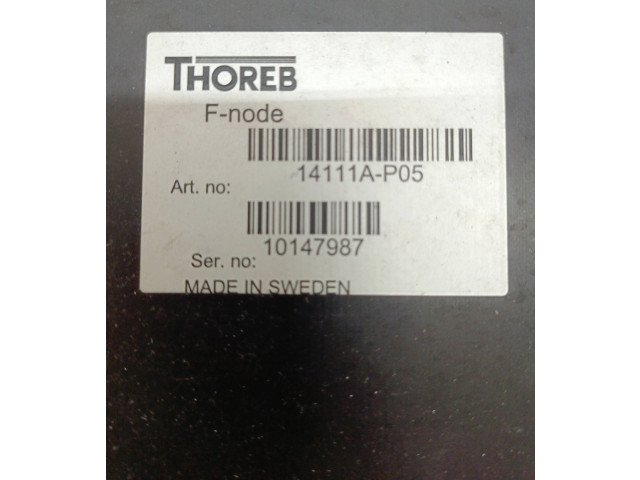 THOREB
F-node
14111A-P05
Art. no:
10147987
Ser. no:
MADE IN SWEDEN